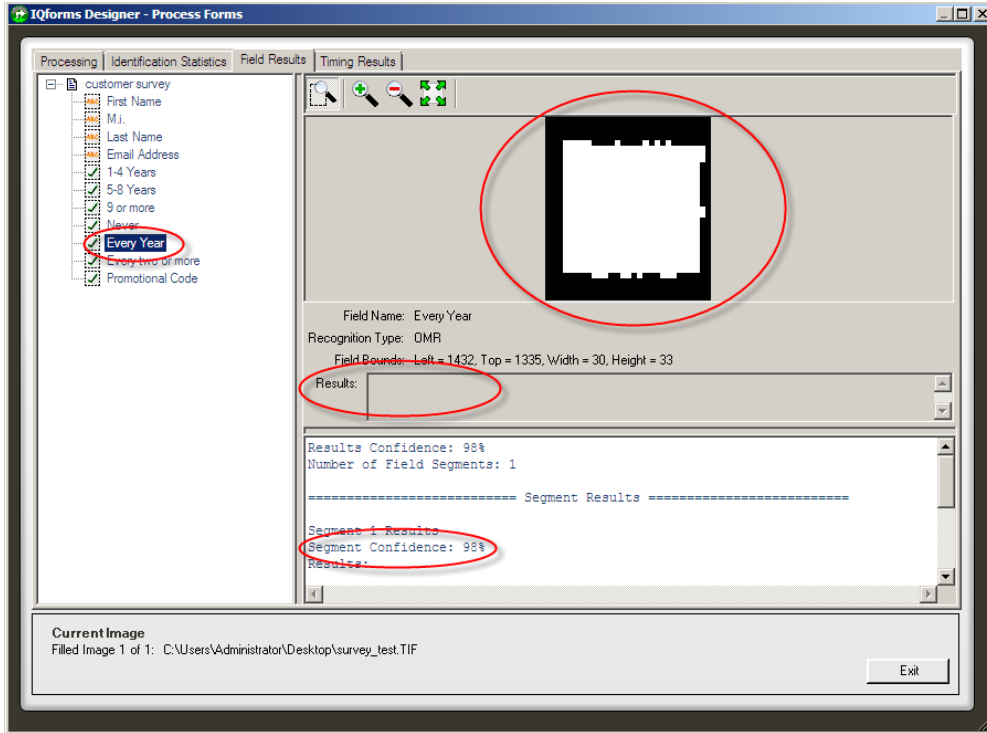 IQforms Designer - Process Forms
Processing Identification Statistics Field Results Timing Results
customer survey
First Name
M.i.
Last Name
Email Address
1-4 Years
5-8 Years
9 or more
Never
Every Year
Every two or more
Promotional Code
Field Name: Every Year
Recognition Type: OMR
Field Bounds: Left = 1432, Top = 1335, Width = 30, Height = 33
Results:
Results Confidence: 98%
Number of Field Segments: 1
=========================== Segment Results ==========================
Segment 1 Results
Segment Confidence: 98%
Results:
Current Image
Filled Image 1 of 1: C:\Users\Administrator\Desktop\survey_test.TIF
Exit